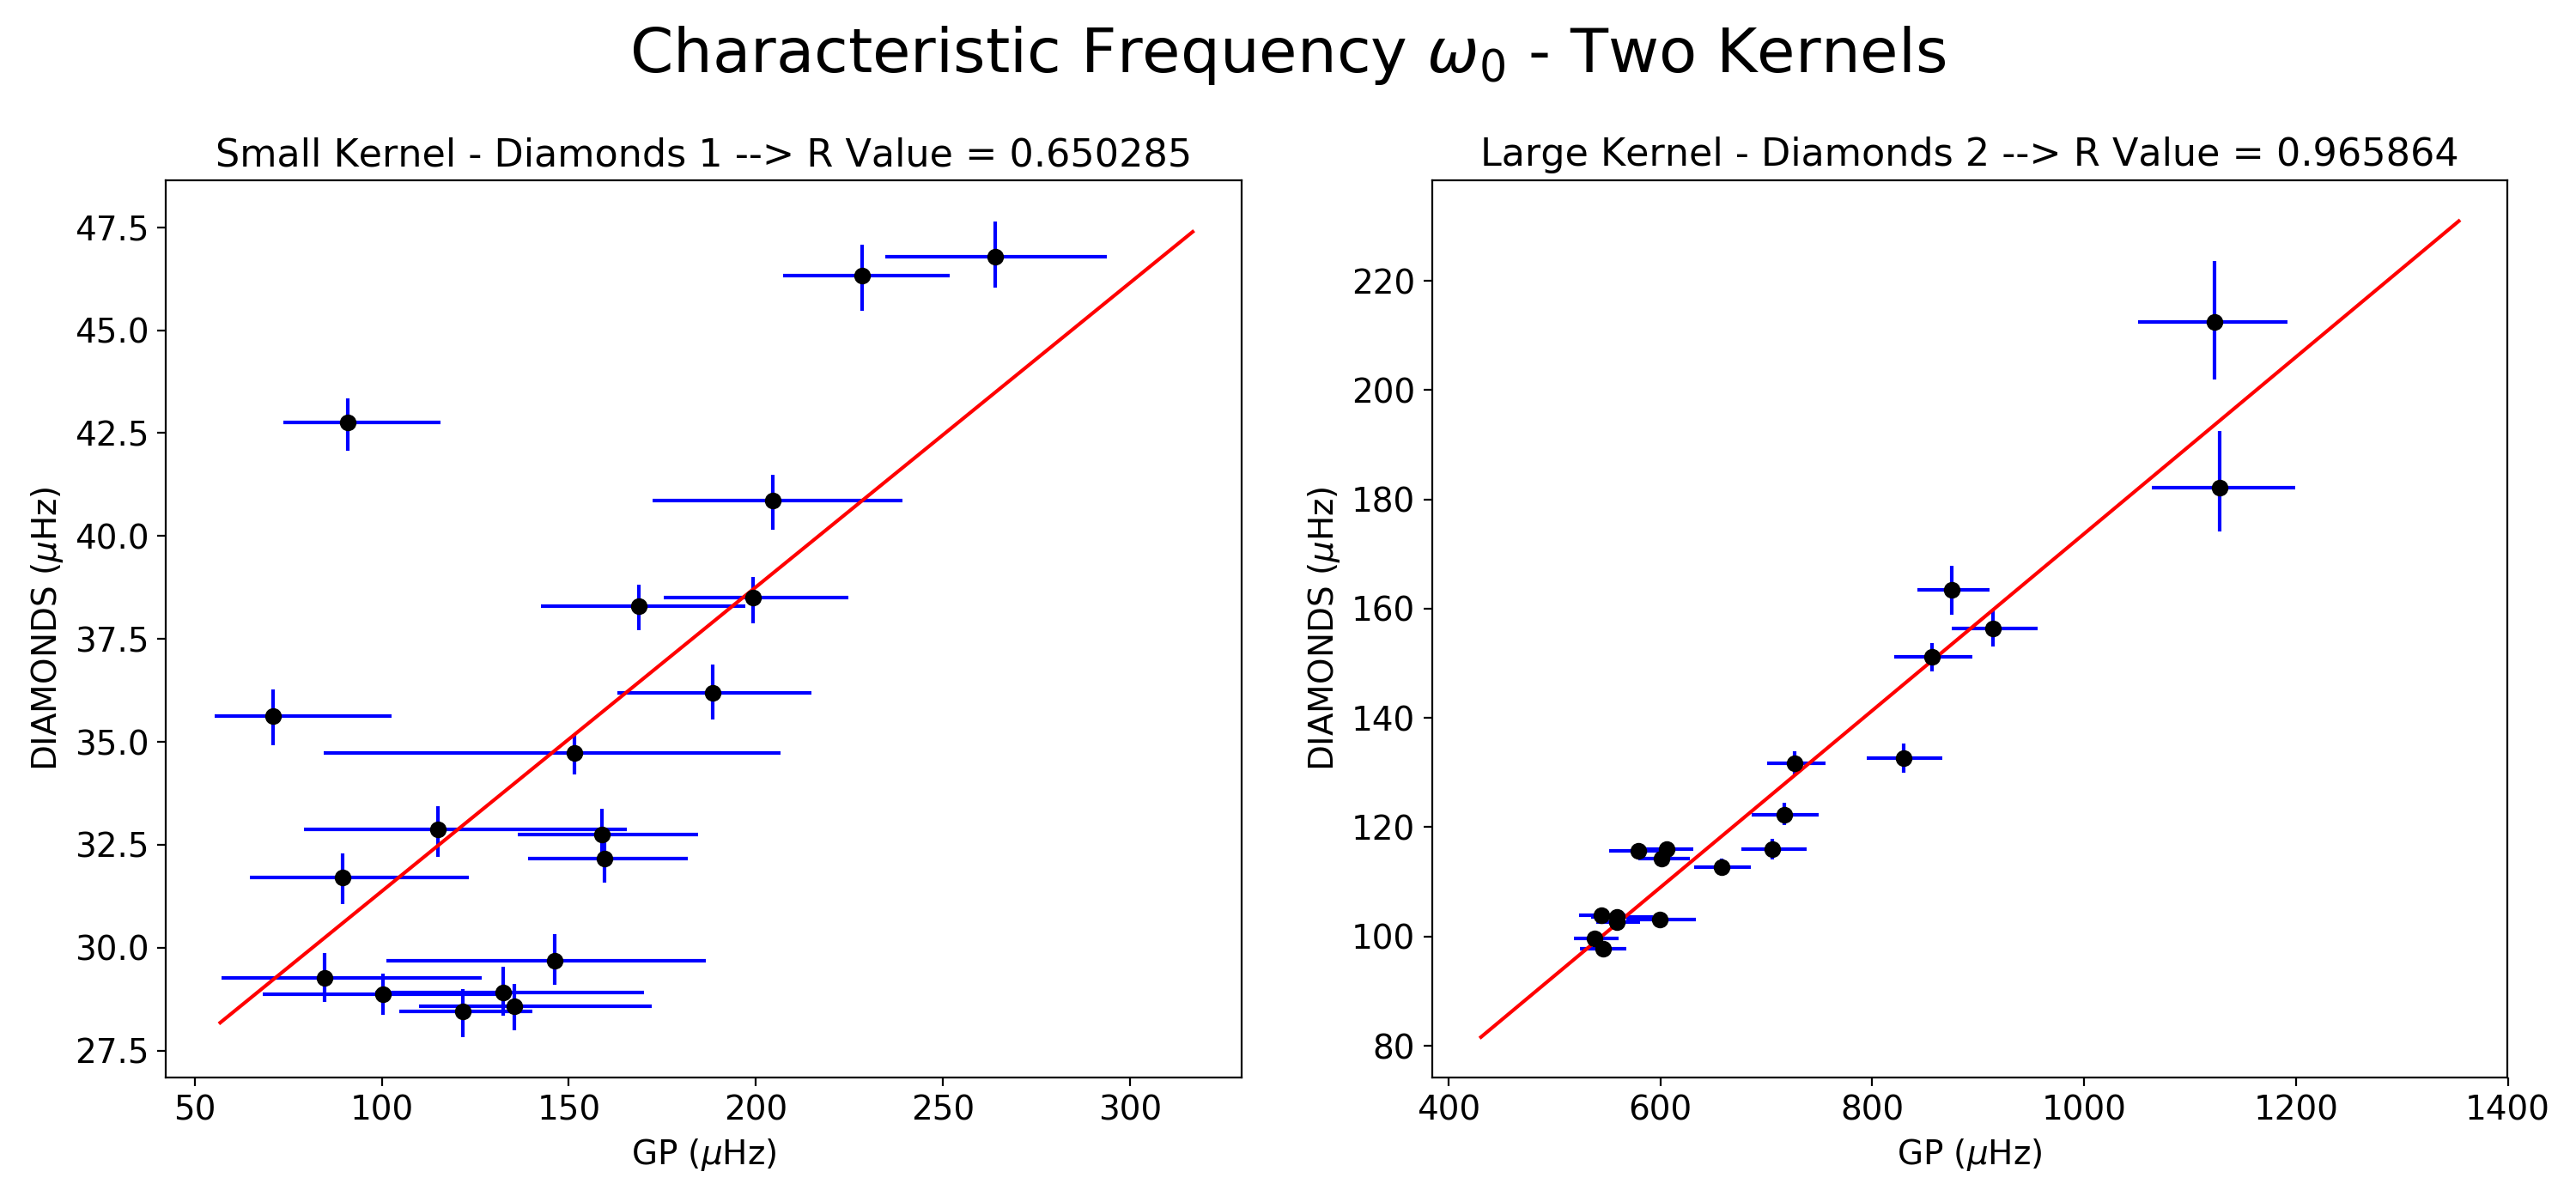 Characteristic Frequency ω₀ - Two Kernels
Small Kernel - Diamonds 1 --> R Value = 0.650285
47.5
45.0
42.5
40.0
37.5
35.0
32.5
30.0
27.5
DIAMONDS (μHz)
50 100 150 200 250 300
GP (μHz)
Large Kernel - Diamonds 2 --> R Value = 0.965864
220
200
180
160
140
120
100
80
DIAMONDS (μHz)
400 600 800 1000 1200 1400
GP (μHz)